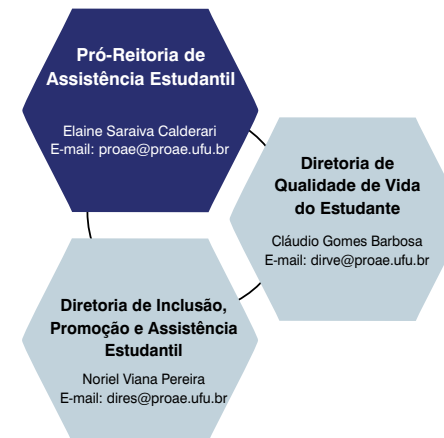 Pró-Reitoria de
Assistência Estudantil
Elaine Saraiva Calderari
E-mail: proae@proae.ufu.br
Diretoria de
Qualidade de Vida
do Estudante
Cláudio Gomes Barbosa
E-mail: dirve@proae.ufu.br
Diretoria de Inclusão,
Promoção e Assistência
Estudantil
Noriel Viana Pereira
E-mail: dires@proae.ufu.br